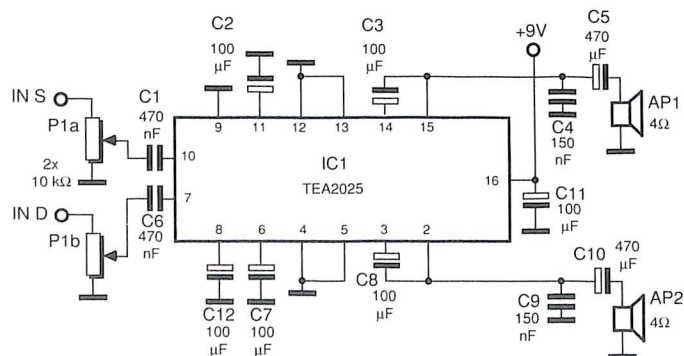 C2
100
µF
C3
100
µF
+9V
C5
470
µF
IN S
P1a
C1
470
nF
2x
10 kΩ
9
11
12
13
14
15
C4
150
nF
AP1
4Ω
10
IC1
TEA2025
16
7
IN D
P1b
C6
470
nF
C11
100
µF
8
6
4
5
3
2
C12
100
µF
C7
100
µF
C8
100
µF
C9
150
nF
C10
470
µF
AP2
4Ω